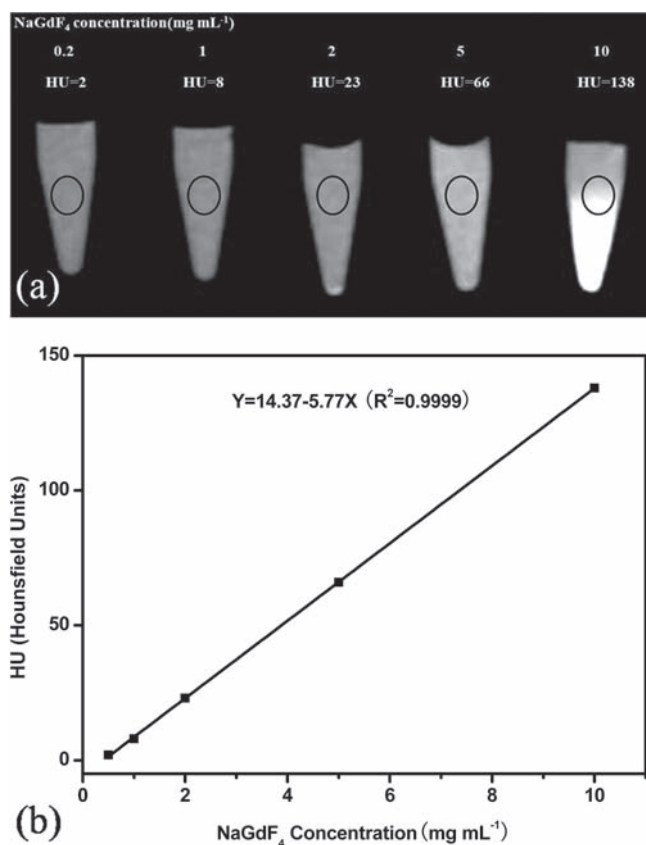 NaGdF₄ concentration(mg mL⁻¹)
0.2 1 2 5 10
HU=2 HU=8 HU=23 HU=66 HU=138
(a)
150
Y=14.37-5.77X (R²=0.9999)
100
50
0
HU (Hounsfield Units)
0 2 4 6 8 10
NaGdF₄ Concentration (mg mL⁻¹)
(b)